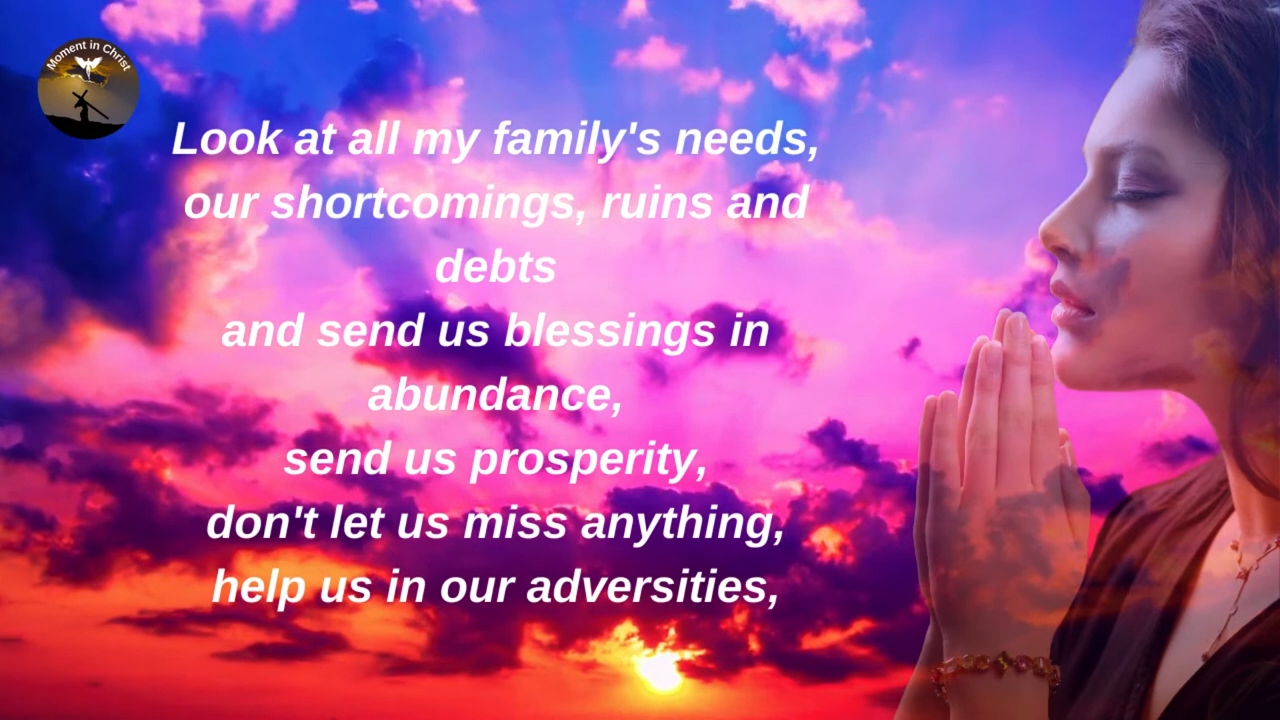 Moment in Christ
Look at all my family's needs,
our shortcomings, ruins and
debts
and send us blessings in
abundance,
send us prosperity,
don't let us miss anything,
help us in our adversities,